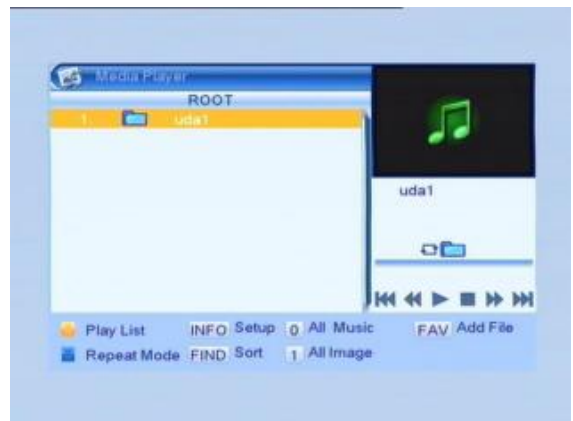 Media Player
ROOT
1 uda1
uda1
Play List INFO Setup 0 All Music FAV Add File
Repeat Mode FIND Sort 1 All Image